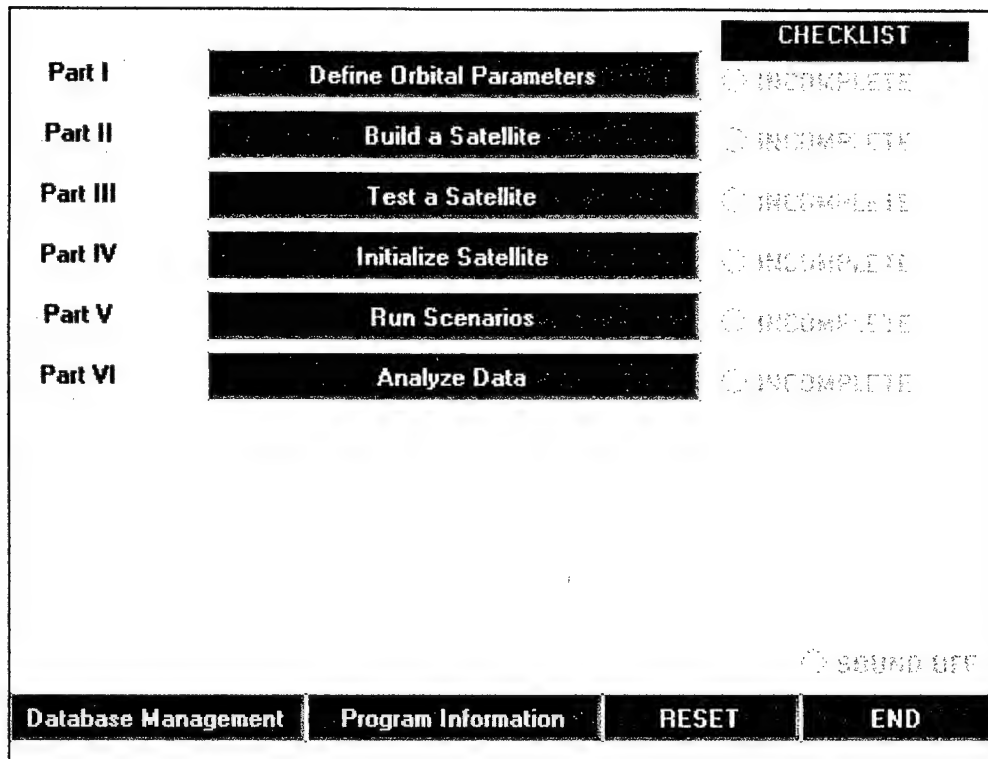 CHECKLIST
Part I Define Orbital Parameters INCOMPLETE
Part II Build a Satellite INCOMPLETE
Part III Test a Satellite INCOMPLETE
Part IV Initialize Satellite INCOMPLETE
Part V Run Scenarios INCOMPLETE
Part VI Analyze Data INCOMPLETE
SOUND OFF
Database Management Program Information RESET END